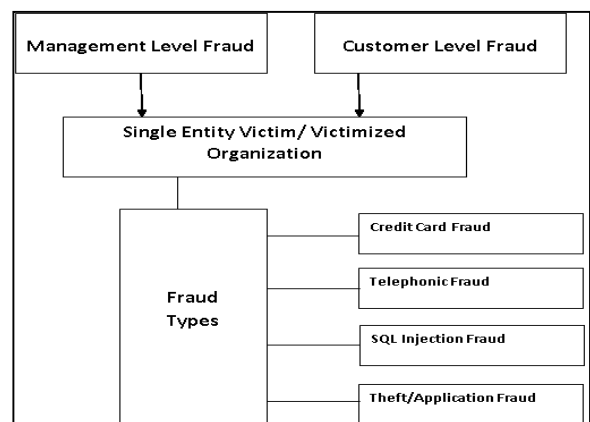 Management Level Fraud
Customer Level Fraud
Single Entity Victim/ Victimized
Organization
Fraud
Types
Credit Card Fraud
Telephonic Fraud
SQL Injection Fraud
Theft/Application Fraud